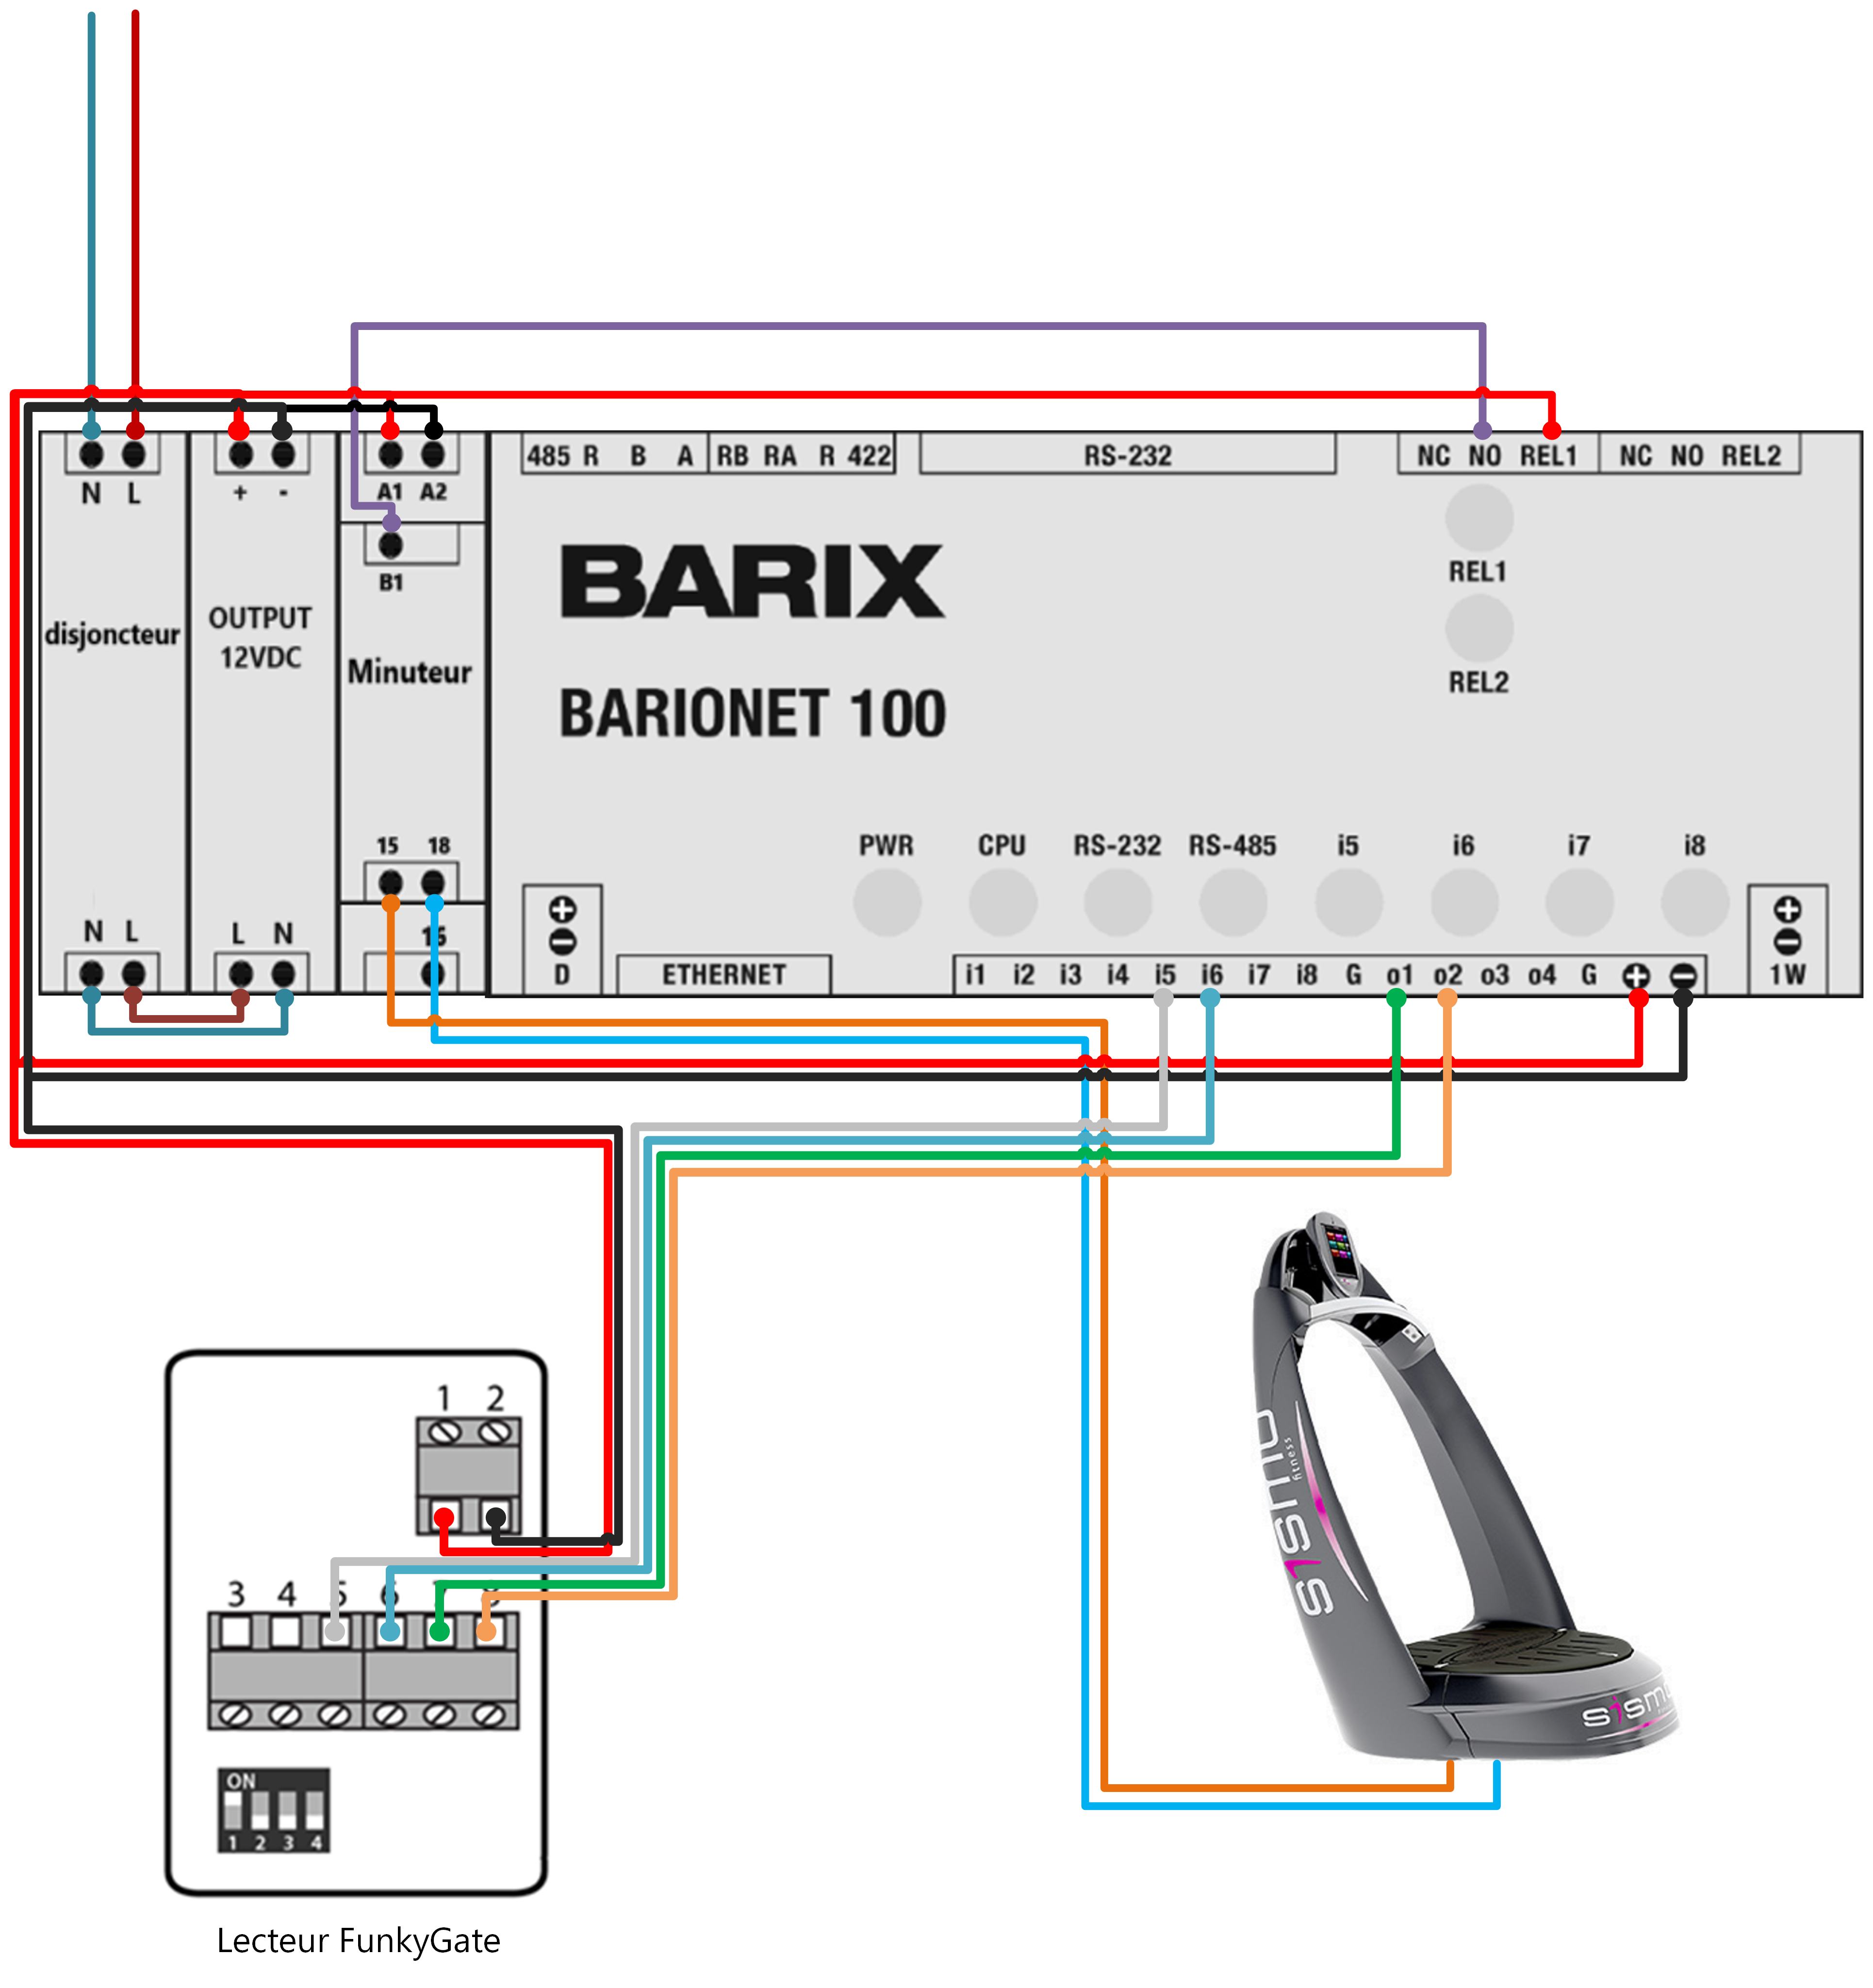 485 R B A RB RA R 422 RS-232 NC NO REL1 NC NO REL2
N L + - A1 A2
B1
REL1
REL2
disjoncteur
OUTPUT
12VDC
Minuteur
BARIX
BARIONET 100
15 18
PWR CPU RS-232 RS-485 i5 i6 i7 i8
N L L N 16
D ETHERNET i1 i2 i3 i4 i5 i6 i7 i8 G o1 o2 o3 o4 G 1W
1 2
3 4 5 6 7
ON
1 2 3 4
Lecteur FunkyGate
sismo
fitness